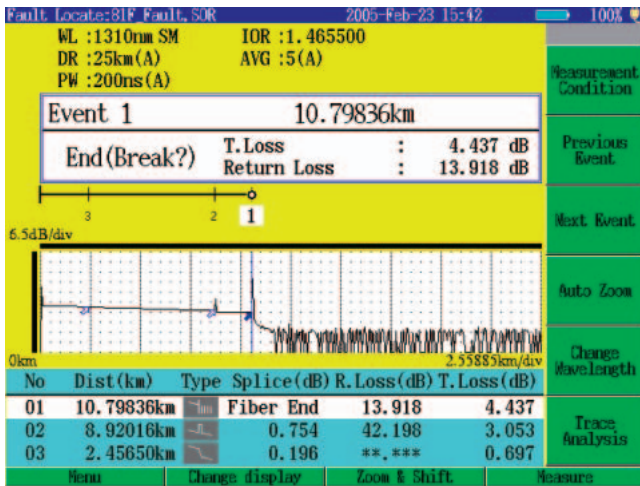 Fault Locate:81F_Fault.SOR 2005-Feb-23 15:42 100%
WL :1310nm SM IOR :1.465500
DR :25km(A) AVG :5(A)
PW :200ns(A)
Measurement
Condition
Event 1 10.79836km
End(Break?) T.Loss : 4.437 dB
Return Loss : 13.918 dB
Previous
Event
3 2 1
Next Event
6.5dB/div
Auto Zoom
0km 2.55885km/div
Change
Wavelength
No Dist(km) Type Splice(dB) R.Loss(dB) T.Loss(dB)
01 10.79836km Fiber End 13.918 4.437
02 8.92016km 0.754 42.198 3.053
03 2.45650km 0.196 **.*** 0.697
Trace
Analysis
Menu Change display Zoom & Shift Measure